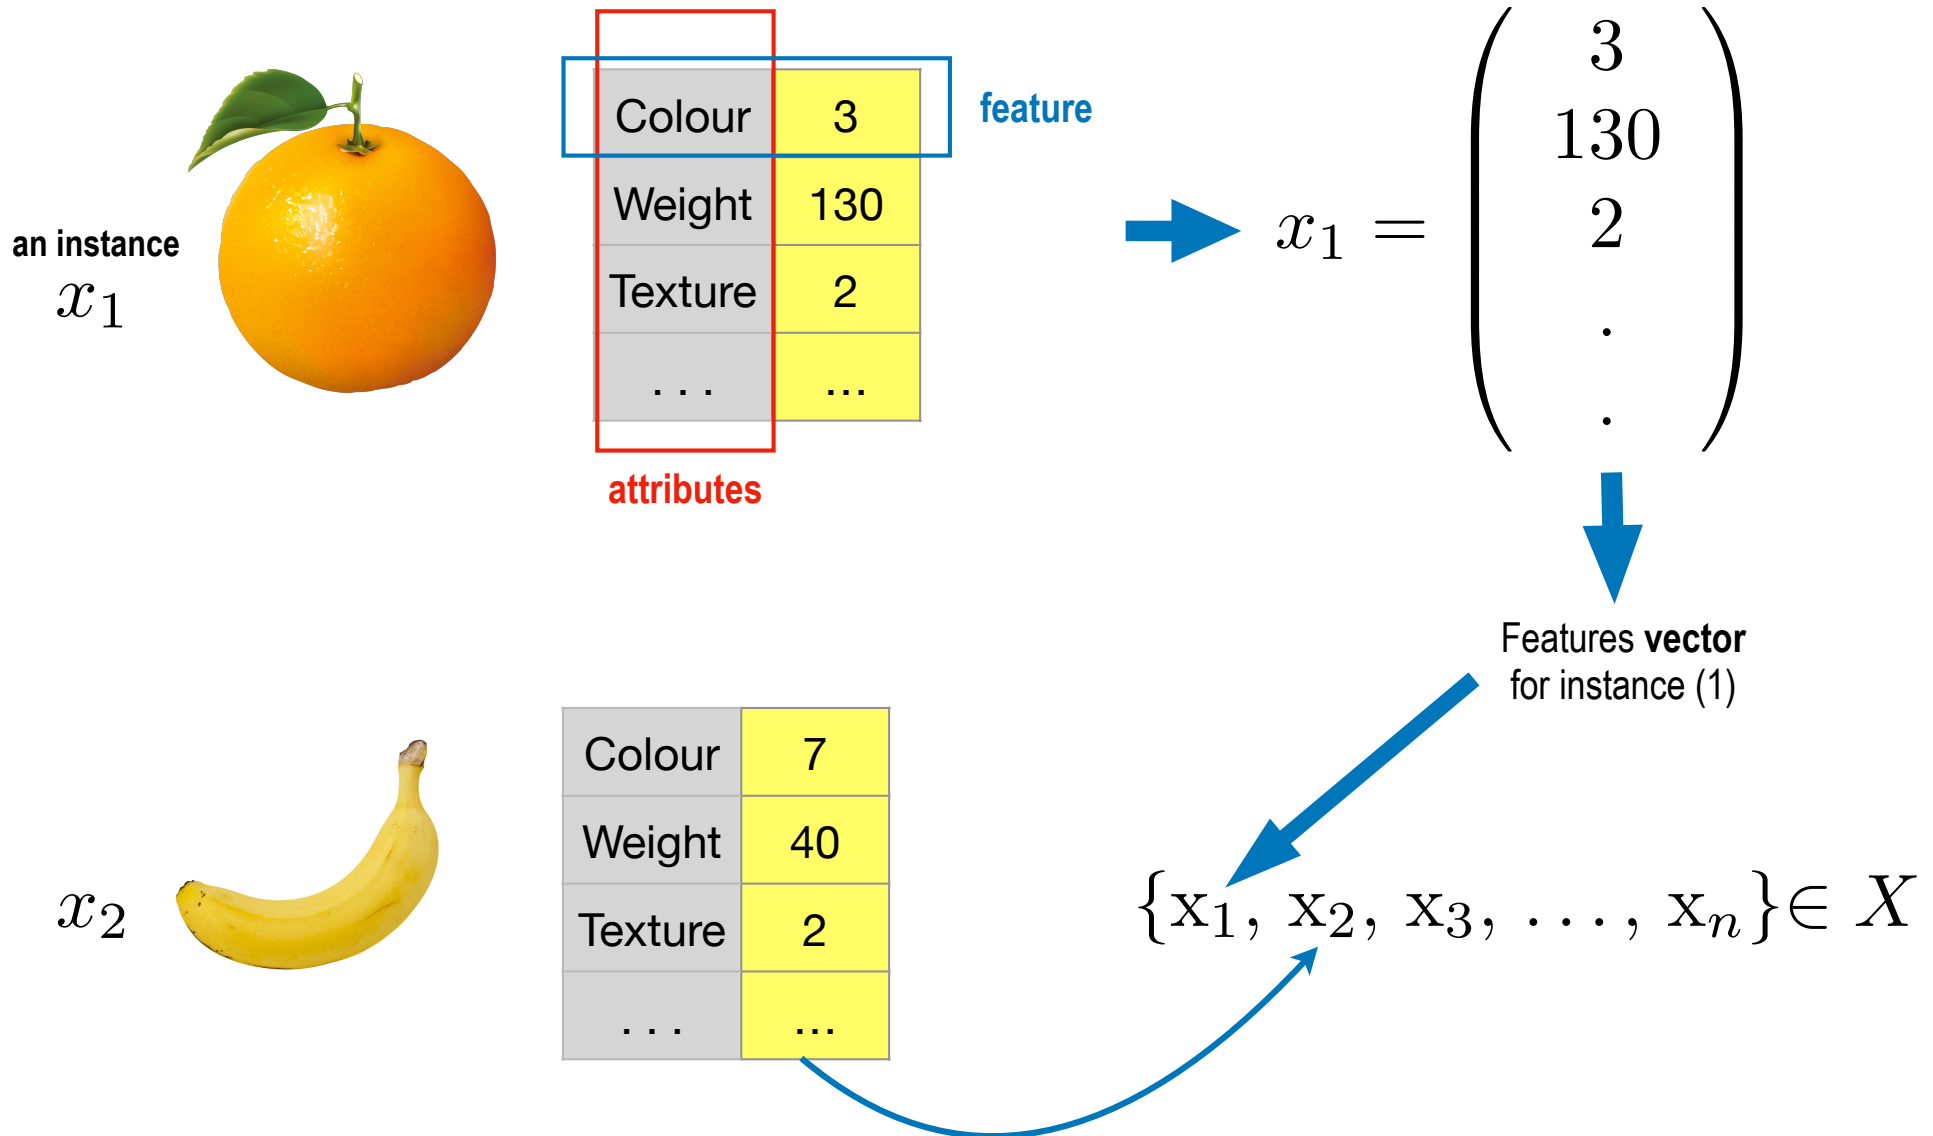 an instance
x₁
Colour 3
Weight 130
Texture 2
. . . ...
feature
attributes
x₁ =
3
130
2
.
.
Features vector
for instance (1)
x₂
Colour 7
Weight 40
Texture 2
. . . ...
{x₁, x₂, x₃, . . . , xₙ}∈ X